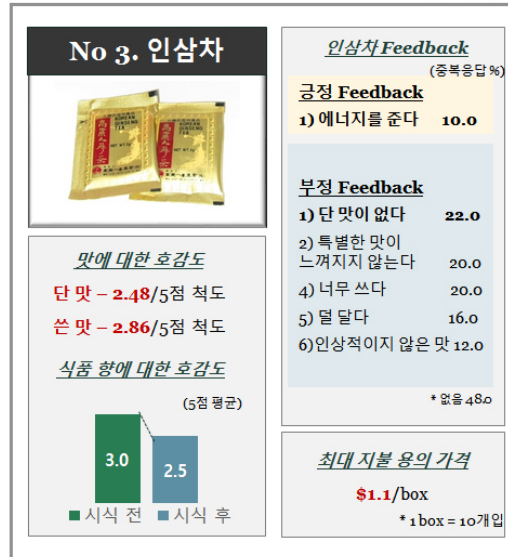 No 3. 인삼차
KOREAN
GINSENG
TEA
맛에 대한 호감도
단 맛 – 2.48/5점 척도
쓴 맛 – 2.86/5점 척도
식품 향에 대한 호감도
(5점 평균)
3.0
2.5
시식 전 시식 후
인삼차 Feedback
(중복응답 %)
긍정 Feedback
1) 에너지를 준다 10.0
부정 Feedback
1) 단 맛이 없다 22.0
2) 특별한 맛이
느껴지지 않는다 20.0
4) 너무 쓰다 20.0
5) 덜 달다 16.0
6)인상적이지 않은 맛 12.0
* 없음 48.0
최대 지불 용의 가격
$1.1/box
* 1 box = 10개입